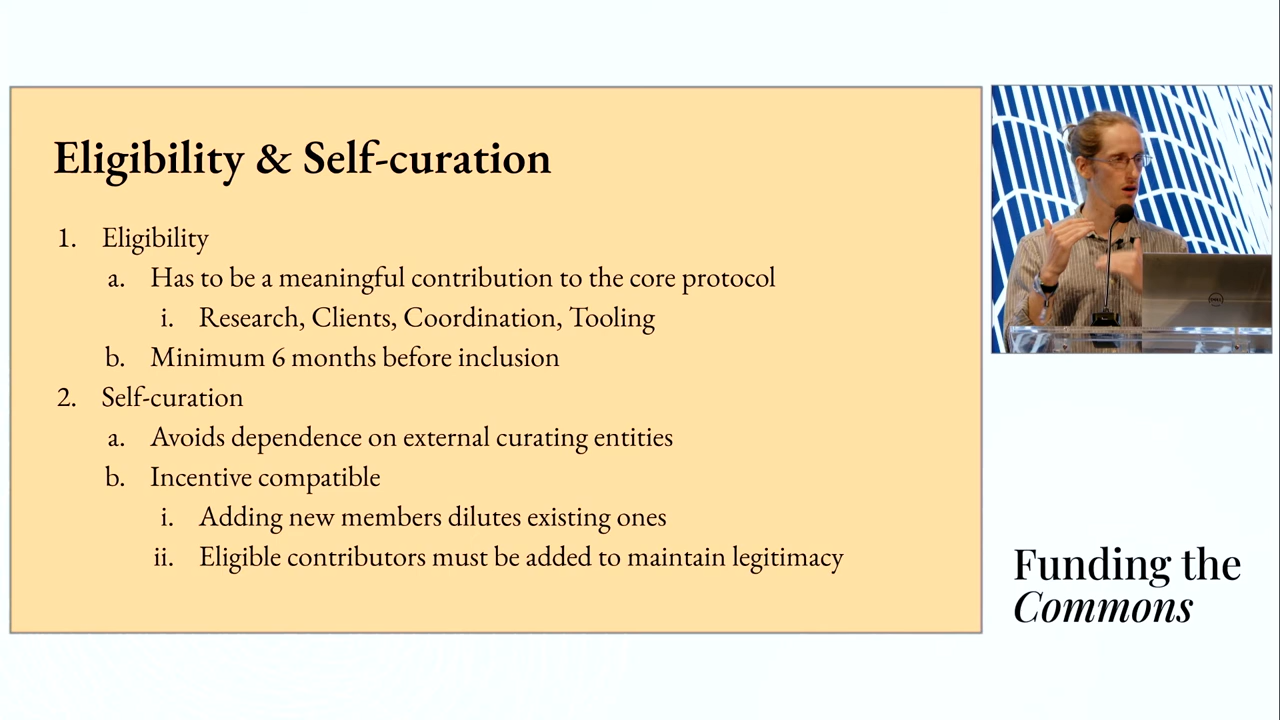 Eligibility & Self-curation
1. Eligibility
a. Has to be a meaningful contribution to the core protocol
i. Research, Clients, Coordination, Tooling
b. Minimum 6 months before inclusion
2. Self-curation
a. Avoids dependence on external curating entities
b. Incentive compatible
i. Adding new members dilutes existing ones
ii. Eligible contributors must be added to maintain legitimacy
DELL
Funding the
Commons